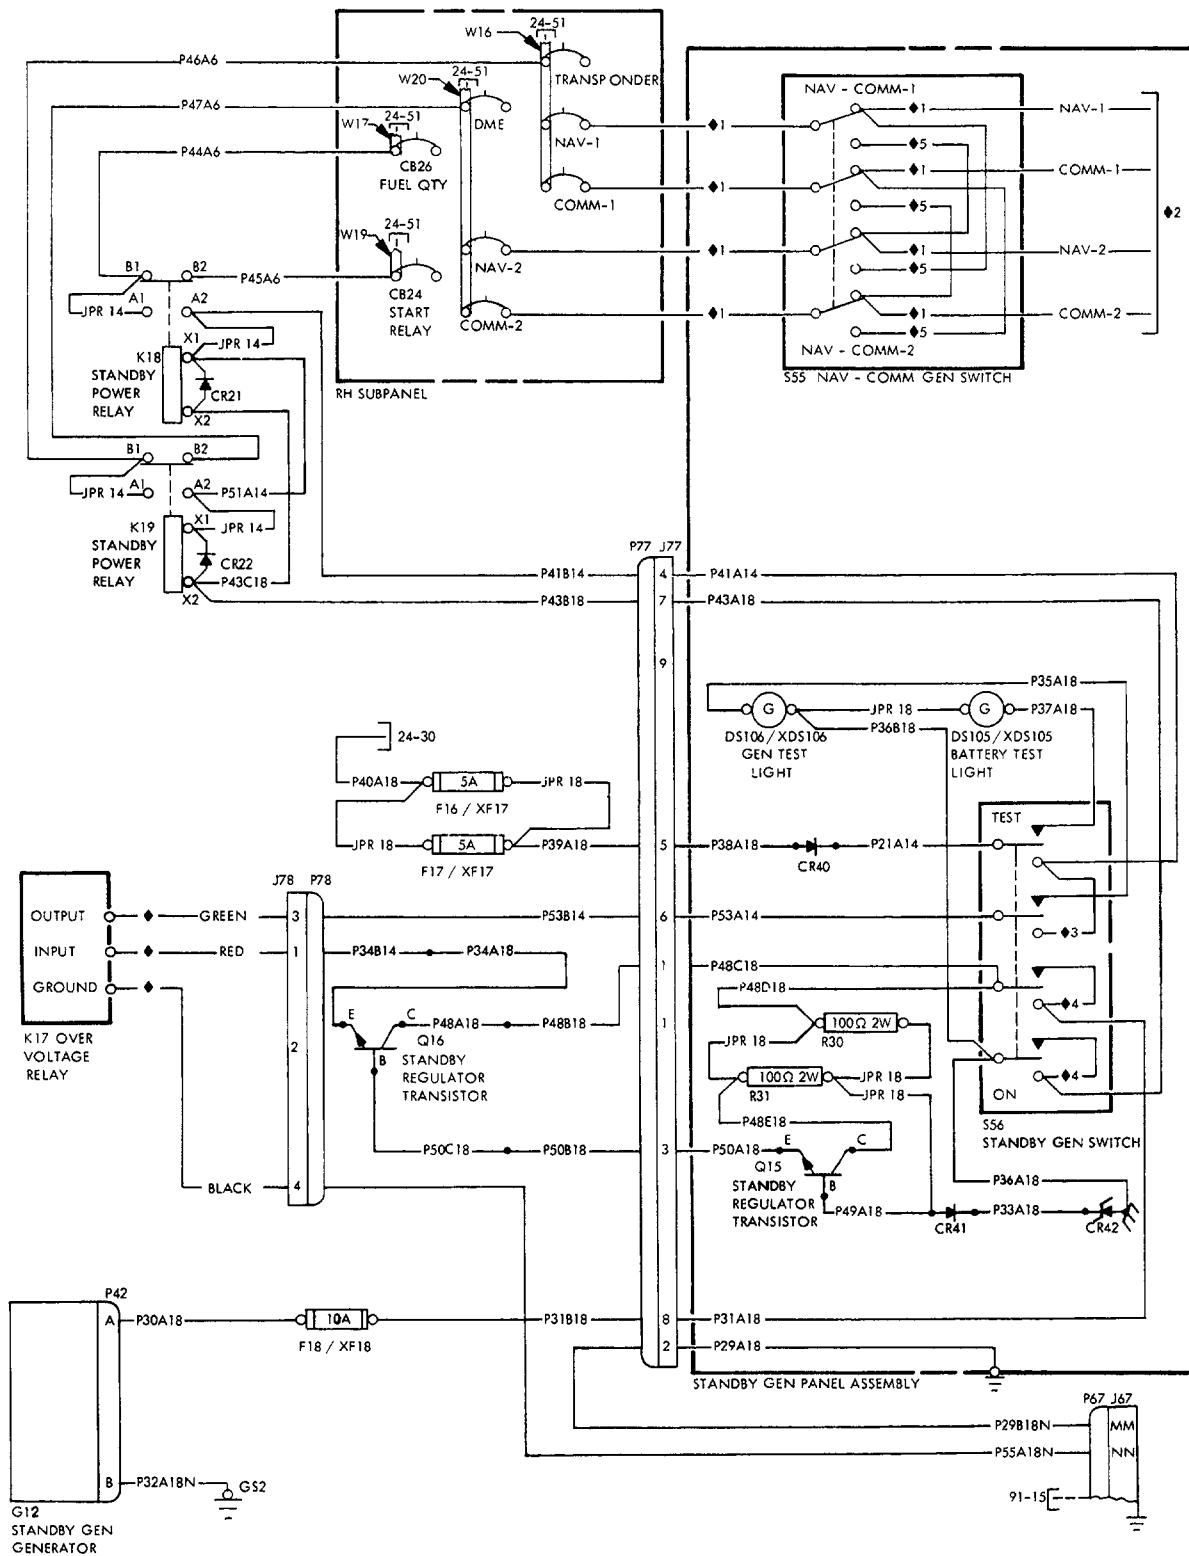 24-51
W16
P46A6
TRANSPONDER
24-51
W20
NAV - COMM-1
P47A6
DME
1
NAV-1
24-51
W17
1
NAV-1
5
P44A6
CB26
FUEL QTY
1
COMM-1
1
COMM-1
5
2
24-51
W19
1
1
NAV-2
NAV-2
5
B1
B2
P45A6
CB24
START
RELAY
A1
A2
JPR 14
COMM-2
1
1
COMM-2
5
X1
JPR 14
NAV - COMM-2
K18
STANDBY
POWER
RELAY
CR21
X2
RH SUBPANEL
S55 NAV - COMM GEN SWITCH
B1
B2
A1
A2
JPR 14
P51A14
K19
STANDBY
POWER
RELAY
X1
JPR 14
CR22
P43C18
X2
P77
J77
P41B14
4
P41A14
P43B18
7
P43A18
9
P35A18
G
JPR 18
G
P37A18
P36B18
DS106/XDS106
GEN TEST
LIGHT
DS105/XDS105
BATTERY TEST
LIGHT
24-30
P40A18
5A
JPR 18
F16 / XF17
JPR 18
5A
P39A18
F17 / XF17
5
P38A18
CR40
P21A14
TEST
J78
P78
OUTPUT
GREEN
3
P53B14
6
P53A14
3
INPUT
RED
1
P34B14
P34A18
1
P48C18
GROUND
P48D18
4
E
C
P48A18
P48B18
1
100Ω 2W
R30
K17 OVER
VOLTAGE
RELAY
2
B
Q16
STANDBY
REGULATOR
TRANSISTOR
JPR 18
100Ω 2W
R31
JPR 18
JPR 18
4
ON
S56
STANDBY GEN SWITCH
P48E18
P50C18
P50B18
3
P50A18
E
C
Q15
STANDBY
REGULATOR
TRANSISTOR
B
BLACK
4
P36A18
P49A18
CR41
P33A18
CR42
P42
A
P30A18
10A
F18 / XF18
P31B18
8
P31A18
2
P29A18
STANDBY GEN PANEL ASSEMBLY
P67
J67
P29B18N
MM
P55A18N
NN
B
P32A18N
GS2
91-15
G12
STANDBY GEN
GENERATOR